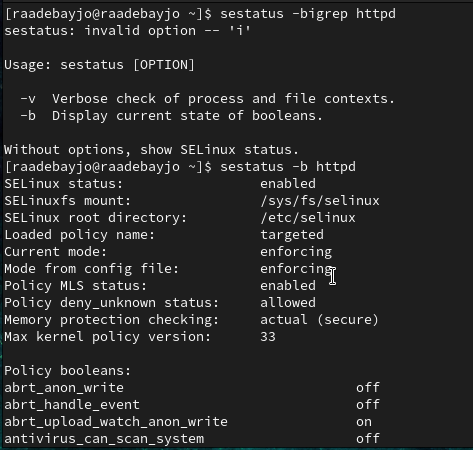 [raadebayjo@raadebayjo ~]$ sestatus -bigrep httpd
sestatus: invalid option -- 'i'
Usage: sestatus [OPTION]
-v  Verbose check of process and file contexts.
-b  Display current state of booleans.
Without options, show SELinux status.
[raadebayjo@raadebayjo ~]$ sestatus -b httpd
SELinux status:                 enabled
SELinuxfs mount:                /sys/fs/selinux
SELinux root directory:         /etc/selinux
Loaded policy name:             targeted
Current mode:                   enforcing
Mode from config file:          enforcing
Policy MLS status:              enabled
Policy deny_unknown status:     allowed
Memory protection checking:     actual (secure)
Max kernel policy version:      33
Policy booleans:
abrt_anon_write                             off
abrt_handle_event                           off
abrt_upload_watch_anon_write                on
antivirus_can_scan_system                   off